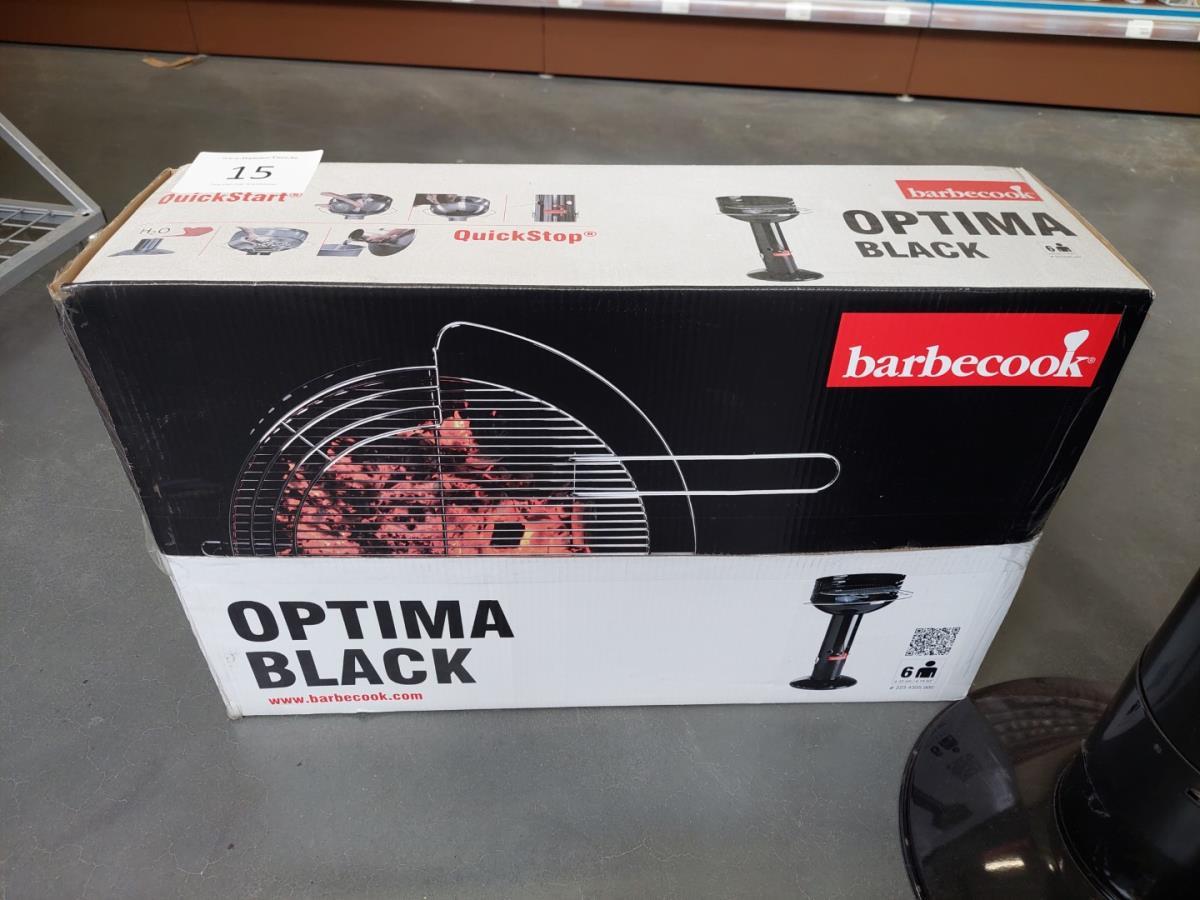 15
QuickStart®
H₂O
QuickStop®
barbecook
OPTIMA
BLACK
6
barbecook®
OPTIMA
BLACK
www.barbecook.com
6